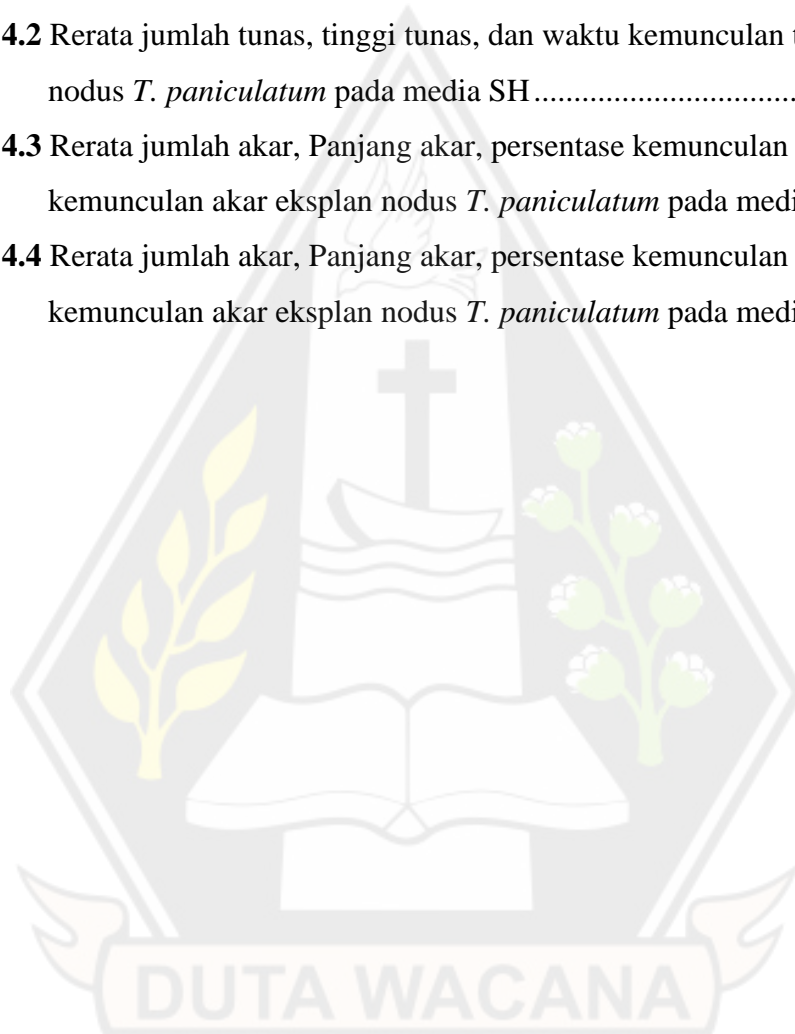 4.2 Rerata jumlah tunas, tinggi tunas, dan waktu kemunculan
nodus T. paniculatum pada media SH....................................
4.3 Rerata jumlah akar, Panjang akar, persentase kemunculan
kemunculan akar eksplan nodus T. paniculatum pada
4.4 Rerata jumlah akar, Panjang akar, persentase kemunculan
kemunculan akar eksplan nodus T. paniculatum pada
DUTA WACANA